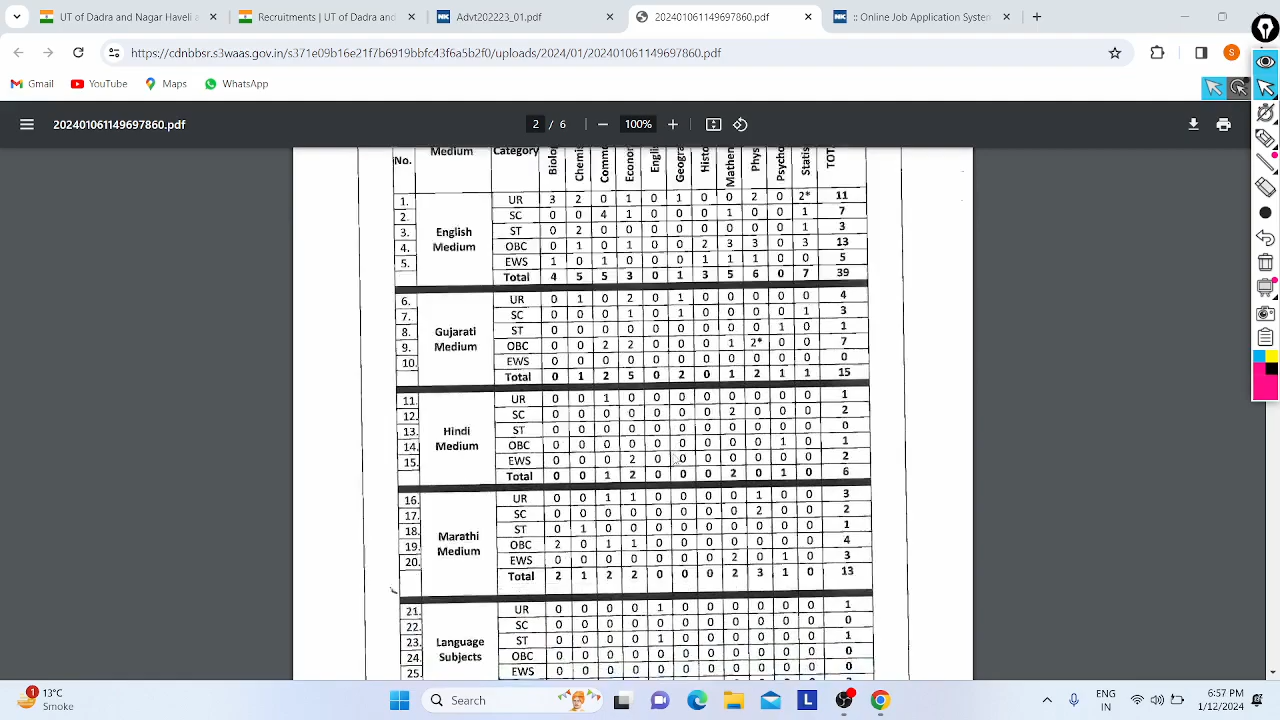 UT of Dadra and Nagar Haveli a
Recruitments | UT of Dadra and
Advt222223_01.pdf
202401061149697860.pdf
:: Online Job Application System
https://cdnbbsr.s3waas.gov.in/s371e09b16e21f7b6919bbfc43f6a5b2f0/uploads/2024/01/202401061149697860.pdf
Gmail YouTube Maps WhatsApp
202401061149697860.pdf 2 / 6 100%
No. Medium Category Biolo Chemis Comm Econom Engli Geogra Histo Mathem Phys Psycho Statis TOT
1. UR 3 2 0 1 0 1 0 0 2 0 2* 11
2. SC 0 0 4 1 0 0 0 1 0 0 1 7
3. English Medium ST 0 2 0 0 0 0 0 0 0 0 1 3
4. OBC 0 1 0 1 0 0 2 3 3 0 3 13
5. EWS 1 0 1 0 0 0 1 1 1 0 0 5
Total 4 5 5 3 0 1 3 5 6 0 7 39
6. UR 0 1 0 2 0 1 0 0 0 0 0 4
7. SC 0 0 0 1 0 1 0 0 0 0 1 3
8. Gujarati Medium ST 0 0 0 0 0 0 0 0 0 1 0 1
9. OBC 0 0 2 2 0 0 0 1 2* 0 0 7
10. EWS 0 0 0 0 0 0 0 0 0 0 0 0
Total 0 1 2 5 0 2 0 1 2 1 1 15
11. UR 0 0 1 0 0 0 0 0 0 0 0 1
12. SC 0 0 0 0 0 0 0 2 0 0 0 2
13. Hindi Medium ST 0 0 0 0 0 0 0 0 0 0 0 0
14. OBC 0 0 0 0 0 0 0 0 0 1 0 1
15. EWS 0 0 0 2 0 0 0 0 0 0 0 2
Total 0 0 1 2 0 0 0 2 0 1 0 6
16. UR 0 0 1 1 0 0 0 0 1 0 0 3
17. SC 0 0 0 0 0 0 0 0 2 0 0 2
18. Marathi Medium ST 0 1 0 0 0 0 0 0 0 0 0 1
19. OBC 2 0 1 1 0 0 0 0 0 0 0 4
20. EWS 0 0 0 0 0 0 0 2 0 1 0 3
Total 2 1 2 2 0 0 0 2 3 1 0 13
21. UR 0 0 0 0 1 0 0 0 0 0 0 1
22. SC 0 0 0 0 0 0 0 0 0 0 0 0
23. Language Subjects ST 0 0 0 0 1 0 0 0 0 0 0 1
24. OBC 0 0 0 0 0 0 0 0 0 0 0 0
25. EWS 0 0 0 0 0 0 0 0 0 0 0 0
13°C
Smoke
Search
ENG
IN
6:57 PM
1/12/2024